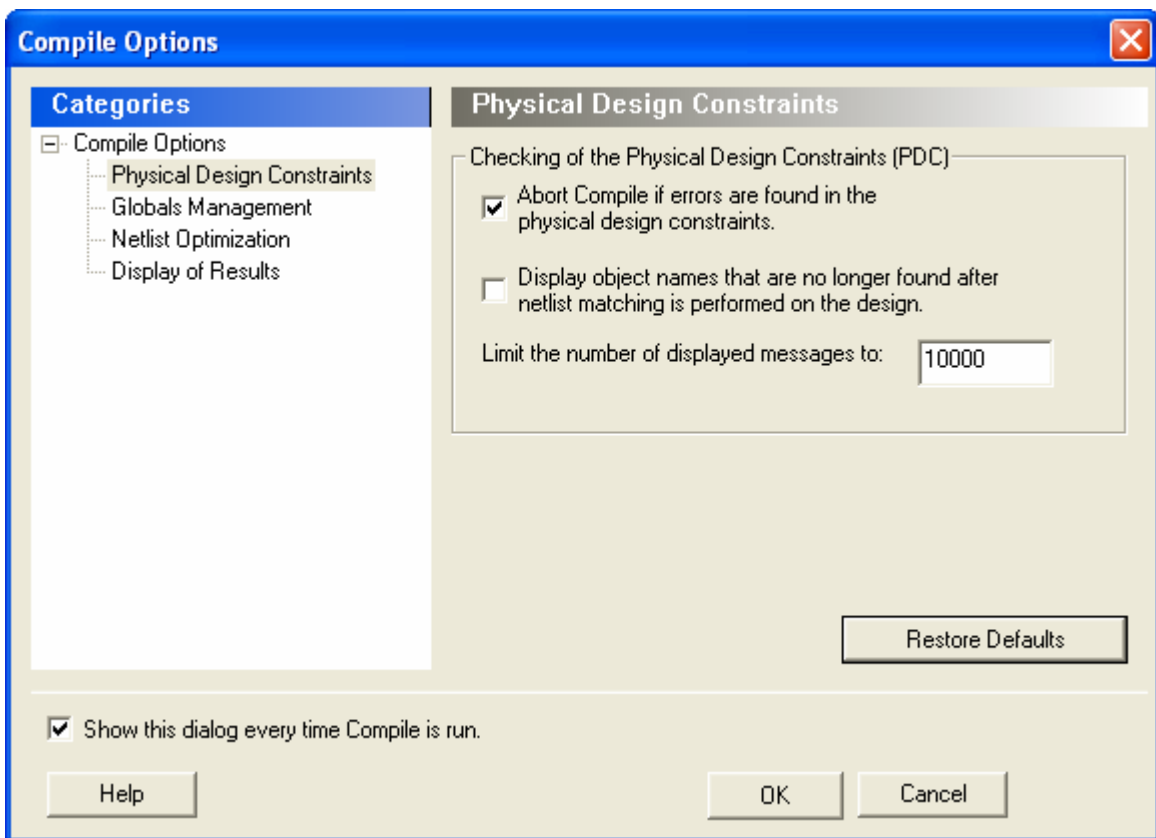 Compile Options
Categories
Compile Options
Physical Design Constraints
Globals Management
Netlist Optimization
Display of Results
Physical Design Constraints
Checking of the Physical Design Constraints (PDC)
Abort Compile if errors are found in the
physical design constraints.
Display object names that are no longer found after
netlist matching is performed on the design.
Limit the number of displayed messages to: 10000
Restore Defaults
Show this dialog every time Compile is run.
Help OK Cancel